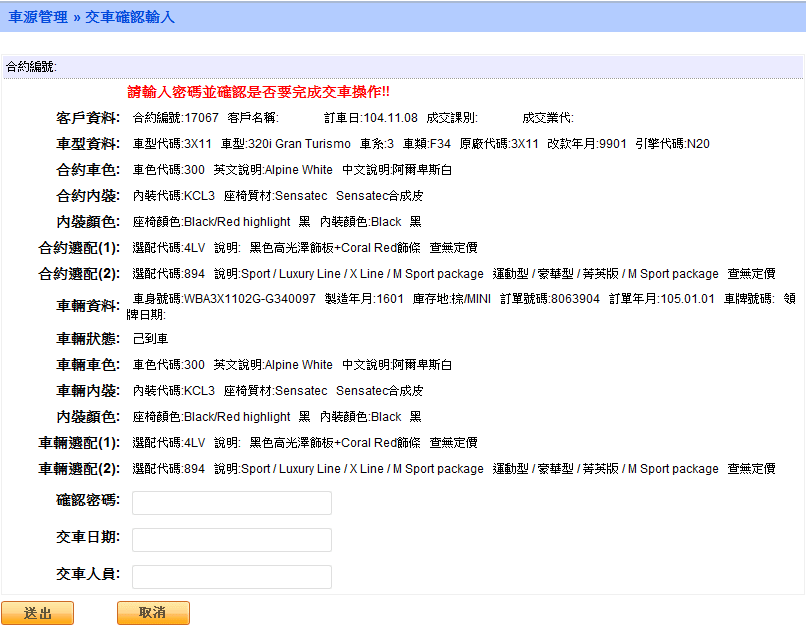 車源管理 » 交車確認輸入
合約編號:
請輸入密碼並確認是否要完成交車操作!!
客戶資料: 合約編號:17067 客戶名稱: 訂車日:104.11.08 成交課別: 成交業代:
車型資料: 車型代碼:3X11 車型:320i Gran Turismo 車系:3 車類:F34 原廠代碼:3X11 改款年月:9901 引擎代碼:N20
合約車色: 車色代碼:300 英文說明:Alpine White 中文說明:阿爾卑斯白
合約內裝: 內裝代碼:KCL3 座椅質材:Sensatec Sensatec合成皮
內裝顏色: 座椅顏色:Black/Red highlight 黑 內裝顏色:Black 黑
合約選配(1): 選配代碼:4LV 說明: 黑色高光澤飾板+Coral Red飾條 查無定價
合約選配(2): 選配代碼:894 說明:Sport / Luxury Line / X Line / M Sport package 運動型 / 豪華型 / 菁英版 / M Sport package 查無定價
車輛資料: 車身號碼:WBA3X1102G-G340097 製造年月:1601 庫存地:棕/MINI 訂單號碼:8063904 訂單年月:105.01.01 車牌號碼: 領
牌日期:
車輛狀態: 己到車
車輛車色: 車色代碼:300 英文說明:Alpine White 中文說明:阿爾卑斯白
車輛內裝: 內裝代碼:KCL3 座椅質材:Sensatec Sensatec合成皮
內裝顏色: 座椅顏色:Black/Red highlight 黑 內裝顏色:Black 黑
車輛選配(1): 選配代碼:4LV 說明: 黑色高光澤飾板+Coral Red飾條 查無定價
車輛選配(2): 選配代碼:894 說明:Sport / Luxury Line / X Line / M Sport package 運動型 / 豪華型 / 菁英版 / M Sport package 查無定價
確認密碼:
交車日期:
交車人員:
送出 取消